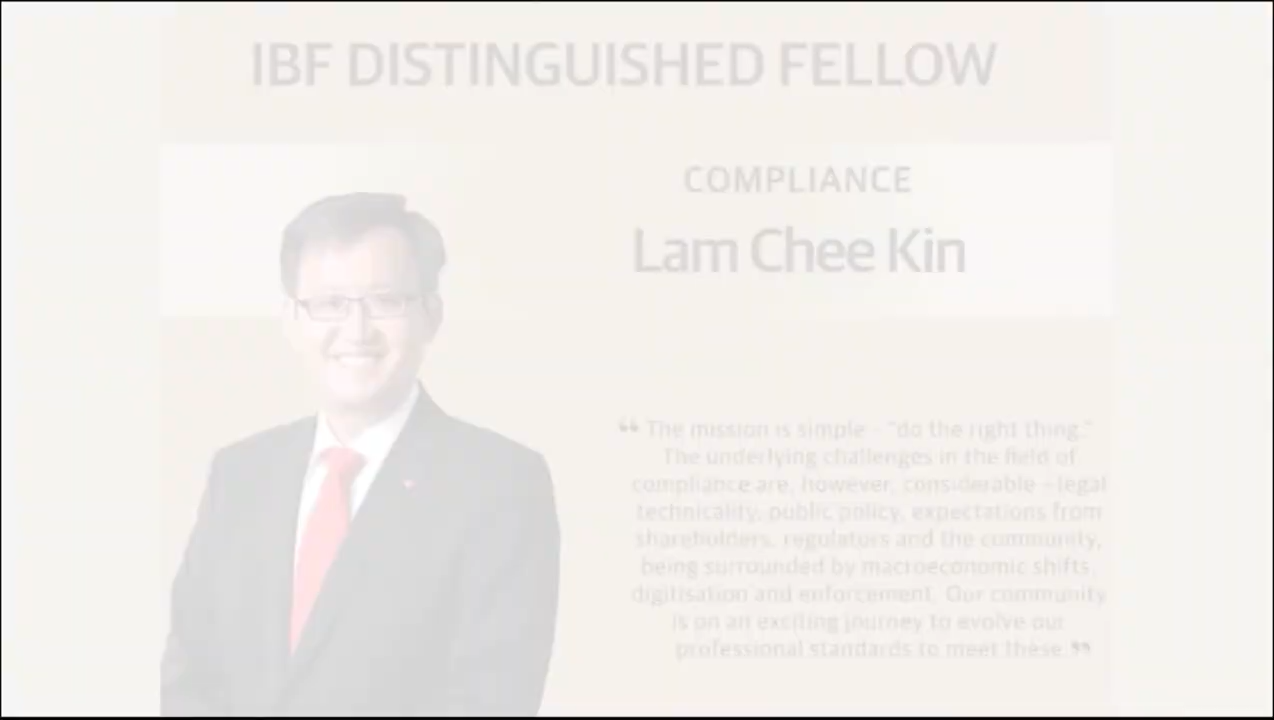 IBF DISTINGUISHED FELLOW
COMPLIANCE
Lam Chee Kin
“ The mission is simple - "do the right thing."
The underlying challenges in the field of
compliance are, however, considerable - legal
technicality, public policy, expectations from
shareholders, regulators and the community,
being surrounded by macroeconomic shifts,
digitisation and enforcement. Our community
is on an exciting journey to evolve our
professional standards to meet these ”